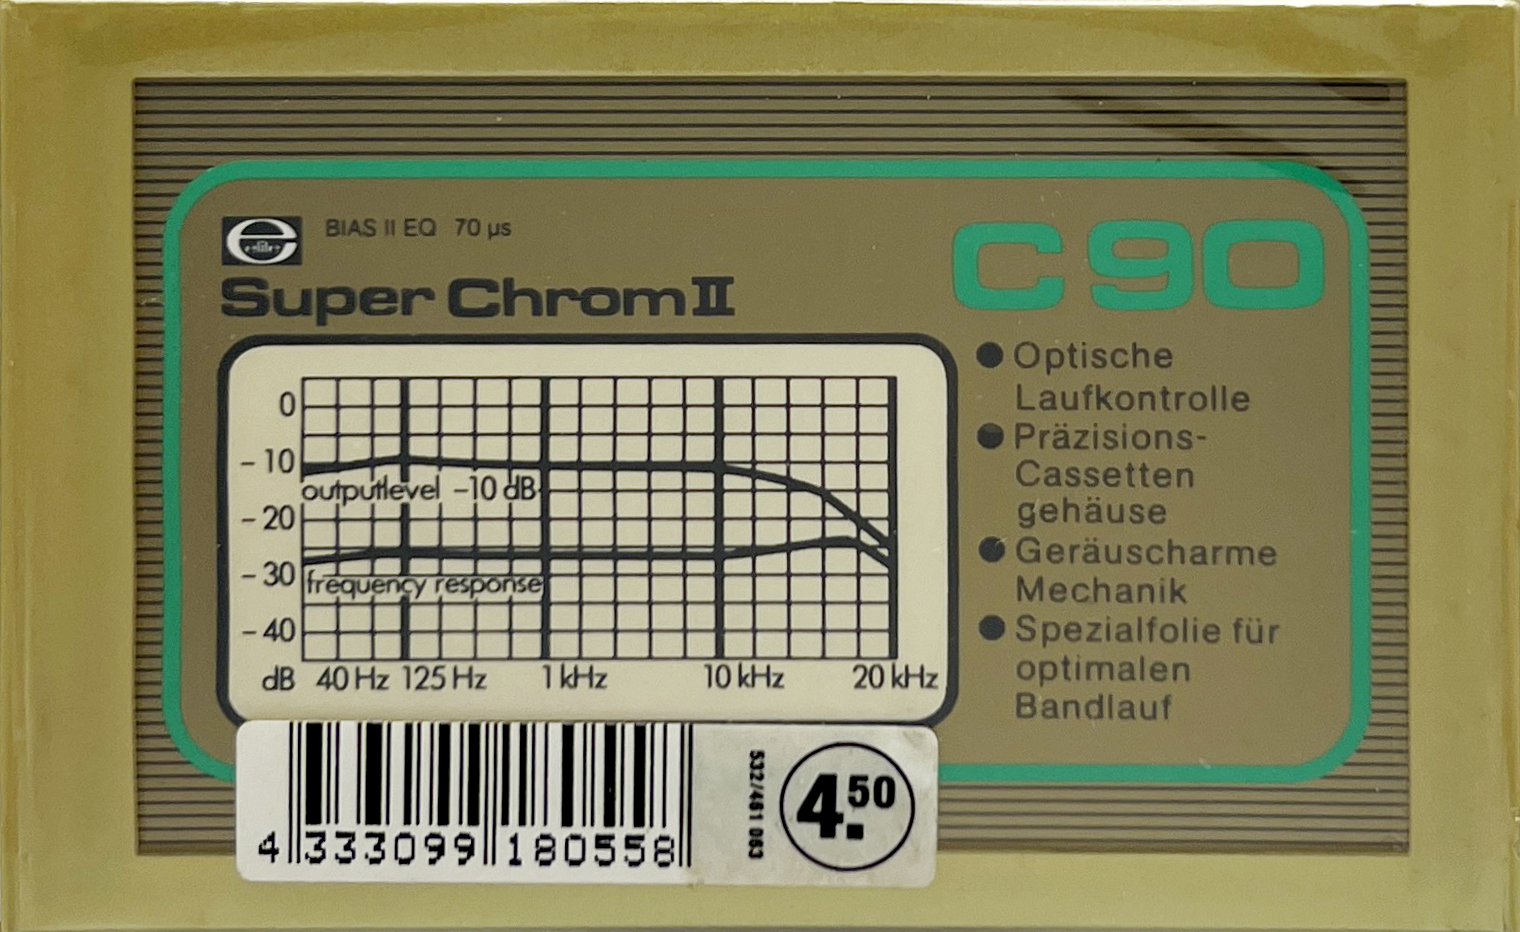 BIAS II EQ 70 µs
Super Chrom II
C 90
0
- 10
outputlevel -10 dB
- 20
- 30
frequency response
- 40
dB 40 Hz 125 Hz 1 kHz 10 kHz 20 kHz
● Optische
Laufkontrolle
● Präzisions-
Cassetten
gehäuse
● Geräuscharme
Mechanik
● Spezialfolie für
optimalen
Bandlauf
4 333099 180558
532/461 063
4.50